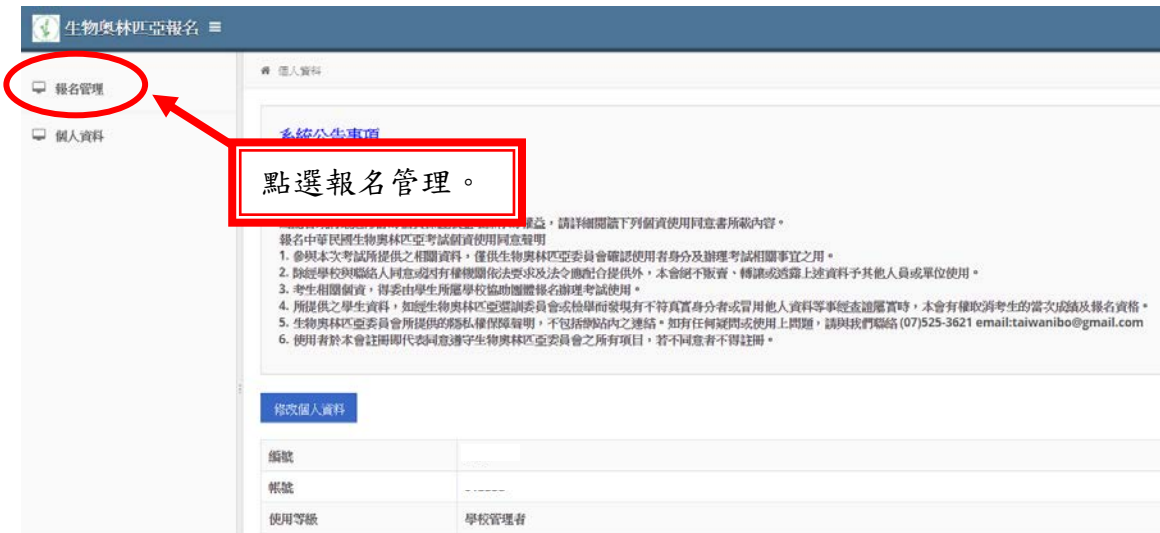 生物奧林匹亞報名
報名管理
個人資料
個人資料
系統公告事項
點選報名管理。
權益，請詳細閱讀下列個資使用同意書所載內容。
報名中華民國生物奧林匹亞考試個資使用同意聲明
1. 參與本次考試所提供之相關資料，僅供生物奧林匹亞委員會確認使用者身分及辦理考試相關事宜之用。
2. 除經學校與聯絡人同意或因有權機關依法要求及法令應配合提供外，本會絕不販賣、轉讓或透露上述資料予其他人員或單位使用。
3. 考生相關個資，得委由學生所屬學校協助團體報名辦理考試使用。
4. 所提供之學生資料，如經生物奧林匹亞選訓委員會或檢舉而發現有不符真實身分者或冒用他人資料等事經查證屬實時，本會有權取消考生的當次成績及報名資格。
5. 生物奧林匹亞委員會所提供的隱私權保障聲明，不包括網站內之連結。如有任何疑問或使用上問題，請與我們聯絡(07)525-3621 email:taiwanibo@gmail.com
6. 使用者於本會註冊即代表同意遵守生物奧林匹亞委員會之所有項目，若不同意者不得註冊。
修改個人資料
編號
帳號
使用等級 學校管理者